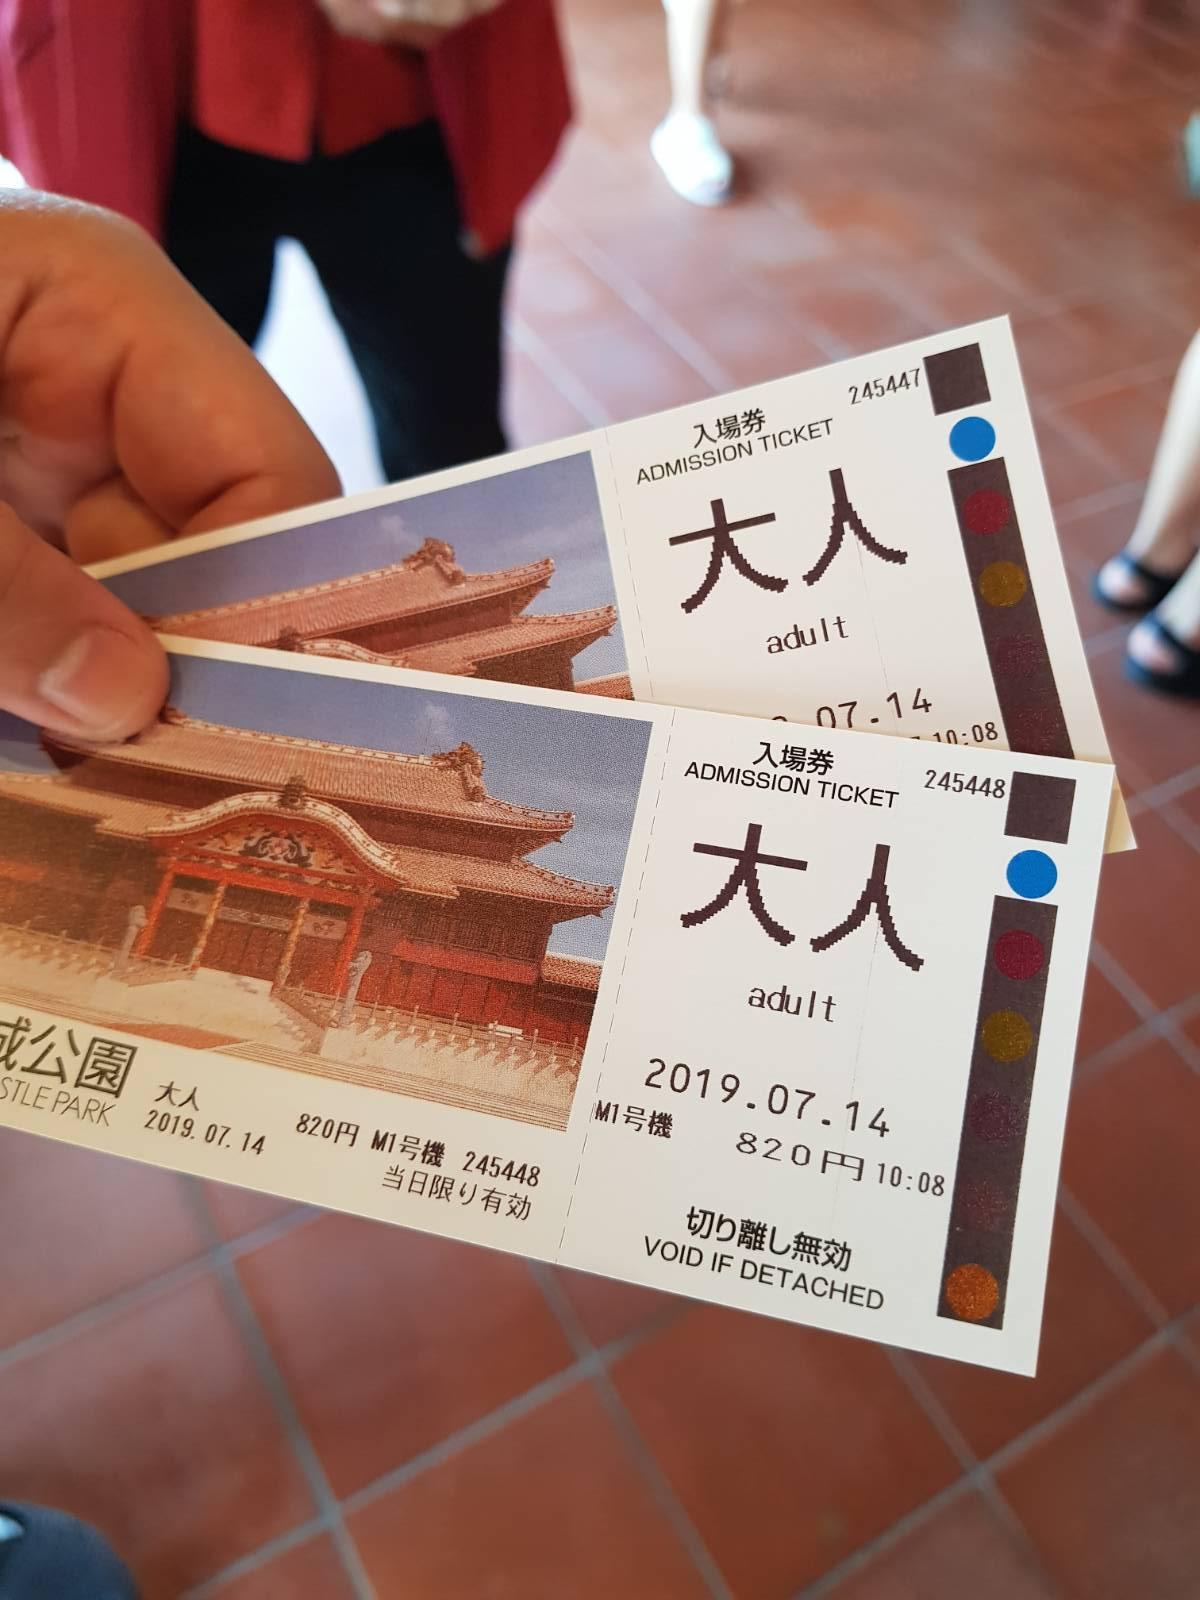 入場券
245447
ADMISSION TICKET
大人
adult
07.14
10:08
入場券
245448
ADMISSION TICKET
大人
adult
2019.07.14
M1号機
820円 10:08
切り離し無効
VOID IF DETACHED
城公園
STLE PARK
大人
2019.07.14
820円 M1号機 245448
当日限り有効